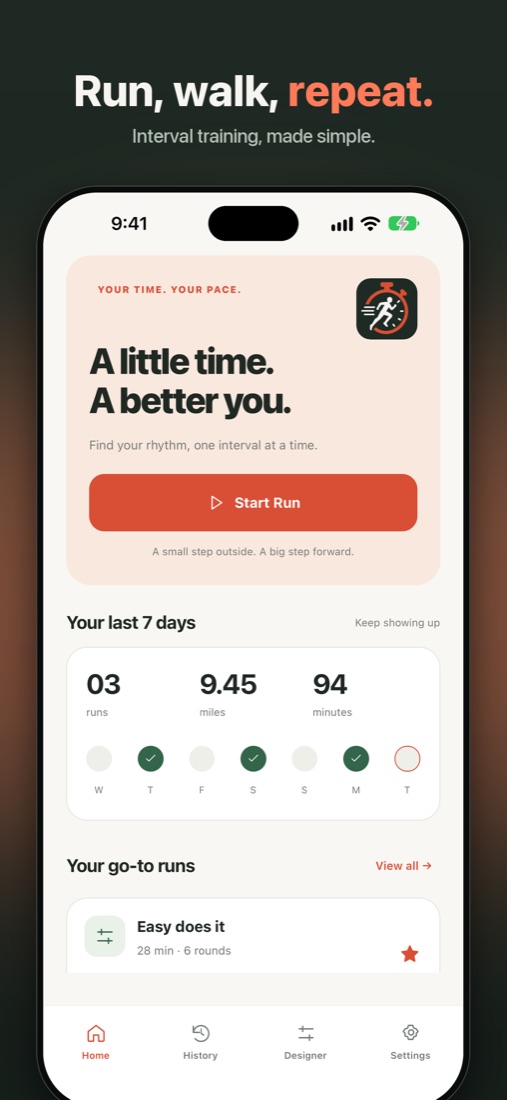 Run, walk, repeat.
Interval training, made simple.
9:41
YOUR TIME. YOUR PACE.
A little time.
A better you.
Find your rhythm, one interval at a time.
Start Run
A small step outside. A big step forward.
Your last 7 days
Keep showing up
03
9.45
94
runs
miles
minutes
W T F S S M T
Your go-to runs
View all →
Easy does it
28 min · 6 rounds
Home
History
Designer
Settings